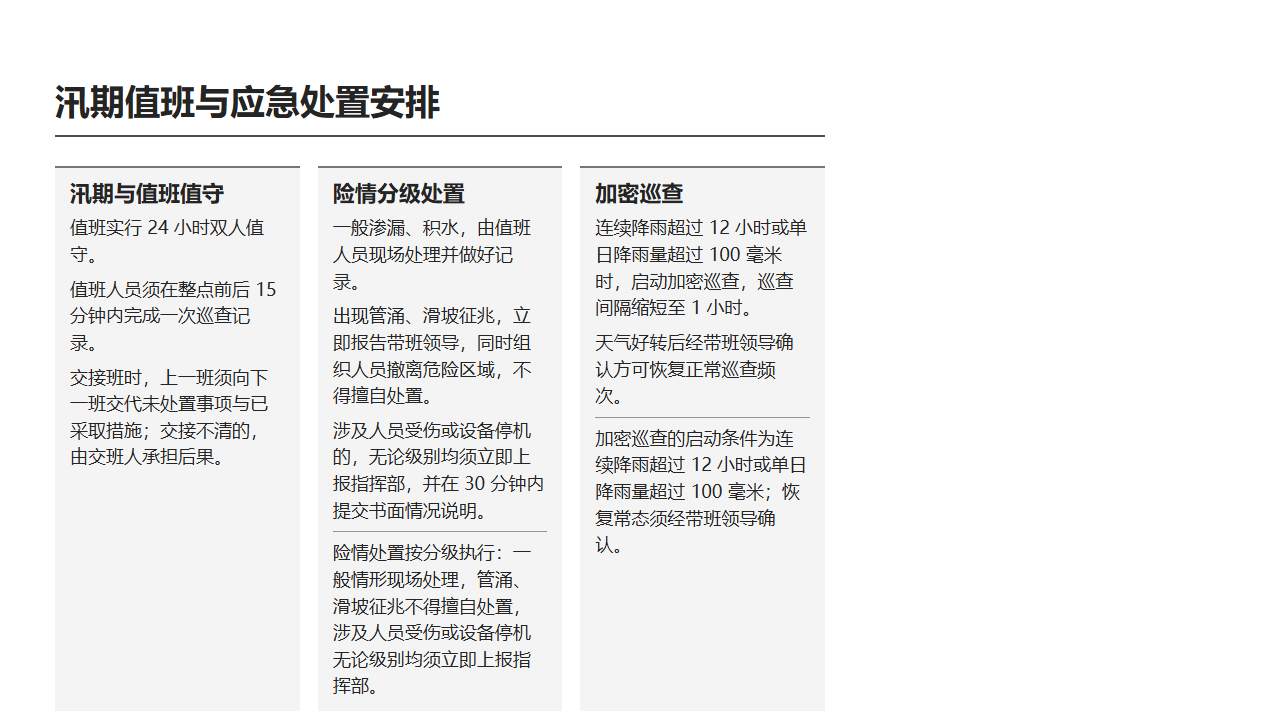 汛期值班与应急处置安排
汛期与值班值守
值班实行 24 小时双人值
守。
值班人员须在整点前后 15
分钟内完成一次巡查记
录。
交接班时，上一班须向下
一班交代未处置事项与已
采取措施；交接不清的，
由交班人承担后果。
险情分级处置
一般渗漏、积水，由值班
人员现场处理并做好记
录。
出现管涌、滑坡征兆，立
即报告带班领导，同时组
织人员撤离危险区域，不
得擅自处置。
涉及人员受伤或设备停机
的，无论级别均须立即上
报指挥部，并在 30 分钟内
提交书面情况说明。
险情处置按分级执行：一
般情形现场处理，管涌、
滑坡征兆不得擅自处置，
涉及人员受伤或设备停机
无论级别均须立即上报指
挥部。
加密巡查
连续降雨超过 12 小时或单
日降雨量超过 100 毫米
时，启动加密巡查，巡查
间隔缩短至 1 小时。
天气好转后经带班领导确
认方可恢复正常巡查频
次。
加密巡查的启动条件为连
续降雨超过 12 小时或单日
降雨量超过 100 毫米；恢
复常态须经带班领导确
认。